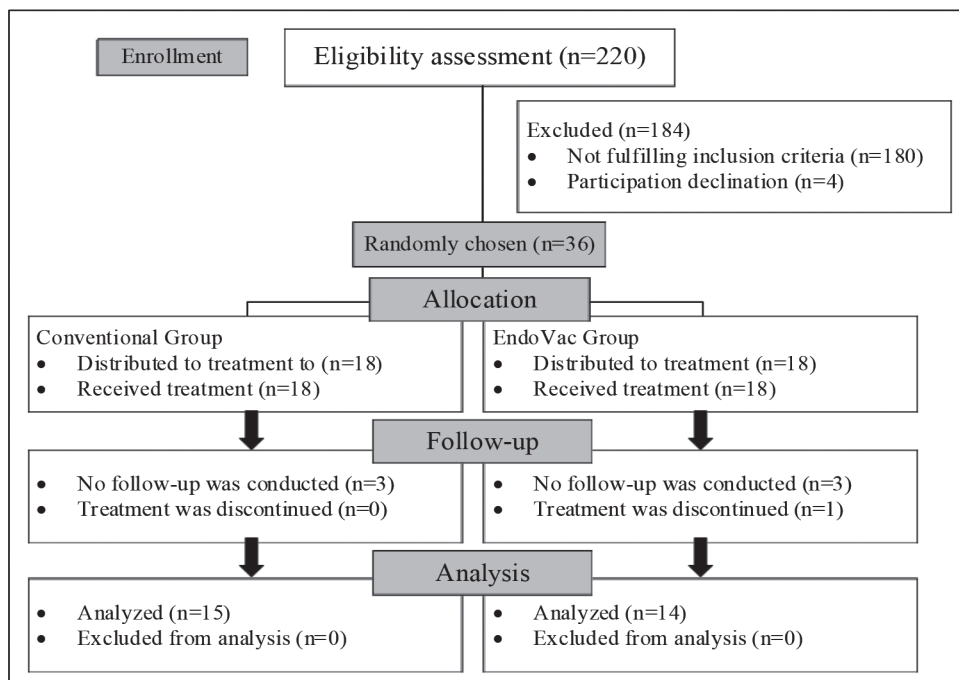 Enrollment
Eligibility assessment (n=220)
Excluded (n=184)
• Not fulfilling inclusion criteria (n=180)
• Participation declination (n=4)
Randomly chosen (n=36)
Allocation
Conventional Group
• Distributed to treatment to (n=18)
• Received treatment (n=18)
EndoVac Group
• Distributed to treatment (n=18)
• Received treatment (n=18)
Follow-up
• No follow-up was conducted (n=3)
• Treatment was discontinued (n=0)
• No follow-up was conducted (n=3)
• Treatment was discontinued (n=1)
Analysis
• Analyzed (n=15)
• Excluded from analysis (n=0)
• Analyzed (n=14)
• Excluded from analysis (n=0)